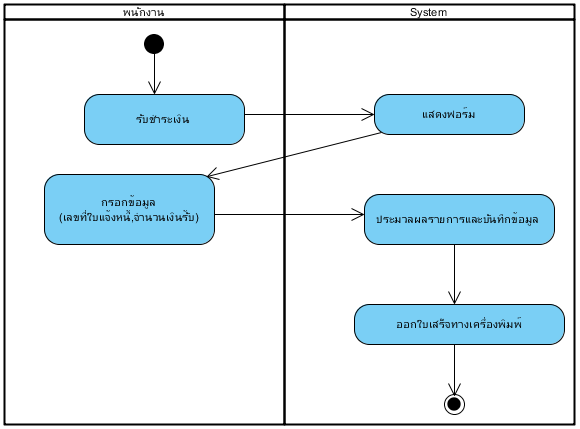 พนักงาน
System
รับชำระเงิน
แสดงฟอร์ม
กรอกข้อมูล
(เลขที่ใบแจ้งหนี้,จำนวนเงินรับ)
ประมวลผลรายการและบันทึกข้อมูล
ออกใบเสร็จทางเครื่องพิมพ์